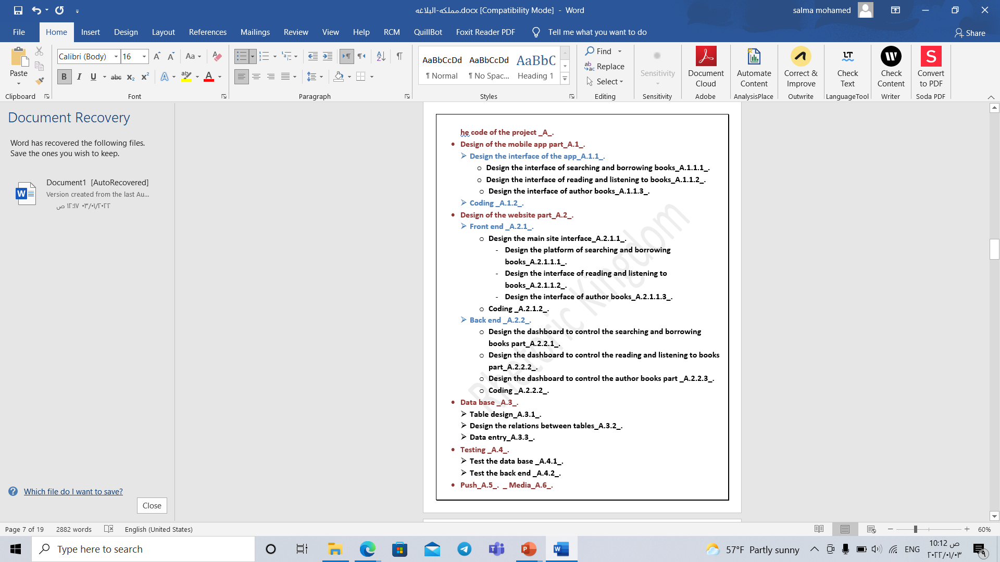 مملكه-البلاغه.docx [Compatibility Mode] - Word
salma mohamed
File Home Insert Design Layout References Mailings Review View Help RCM QuillBot Foxit Reader PDF Tell me what you want to do
Share
Paste
Clipboard
Calibri (Body) 16
Font
Paragraph
AaBbCcDd AaBbCcDd AaBbC
¶ Normal ¶ No Spac... Heading 1
Styles
Find
Replace
Select
Editing
Sensitivity
Sensitivity
Document Cloud
Adobe
Automate Content
AnalysisPlace
Correct & Improve
Outwrite
Check Text
LanguageTool
Check Content
Writer
Convert to PDF
Soda PDF
Document Recovery
Word has recovered the following files.
Save the ones you wish to keep.
Document1 [AutoRecovered]
Version created from the last Au...
٠٣/٠١/٢٠٢٢ ١٢:١٧ ص
Which file do I want to save?
Close
he code of the project _A_.
• Design of the mobile app part_A.1_.
➢ Design the interface of the app_A.1.1_.
o Design the interface of searching and borrowing books_A.1.1.1_.
o Design the interface of reading and listening to books_A.1.1.2_.
o Design the interface of author books_A.1.1.3_.
➢ Coding _A.1.2_.
• Design of the website part_A.2_.
➢ Front end _A.2.1_.
o Design the main site interface_A.2.1.1_.
- Design the platform of searching and borrowing
books_A.2.1.1.1_.
- Design the interface of reading and listening to
books_A.2.1.1.2_.
- Design the interface of author books_A.2.1.1.3_.
o Coding _A.2.1.2_.
➢ Back end _A.2.2_.
o Design the dashboard to control the searching and borrowing
books part_A.2.2.1_.
o Design the dashboard to control the reading and listening to books
part_A.2.2.2_.
o Design the dashboard to control the author books part _A.2.2.3_.
o Coding _A.2.2.2_.
• Data base _A.3_.
➢ Table design_A.3.1_.
➢ Design the relations between tables_A.3.2_.
➢ Data entry_A.3.3_.
• Testing _A.4_.
➢ Test the data base _A.4.1_.
➢ Test the back end _A.4.2_.
• Push_A.5_. _ Media_A.6_.
Rhetoric Kingdom
Page 7 of 19 2882 words English (United States)
60%
Type here to search
57°F Partly sunny
ENG
10:12 ص
٢٠٢٢/٠١/٠٣
٩